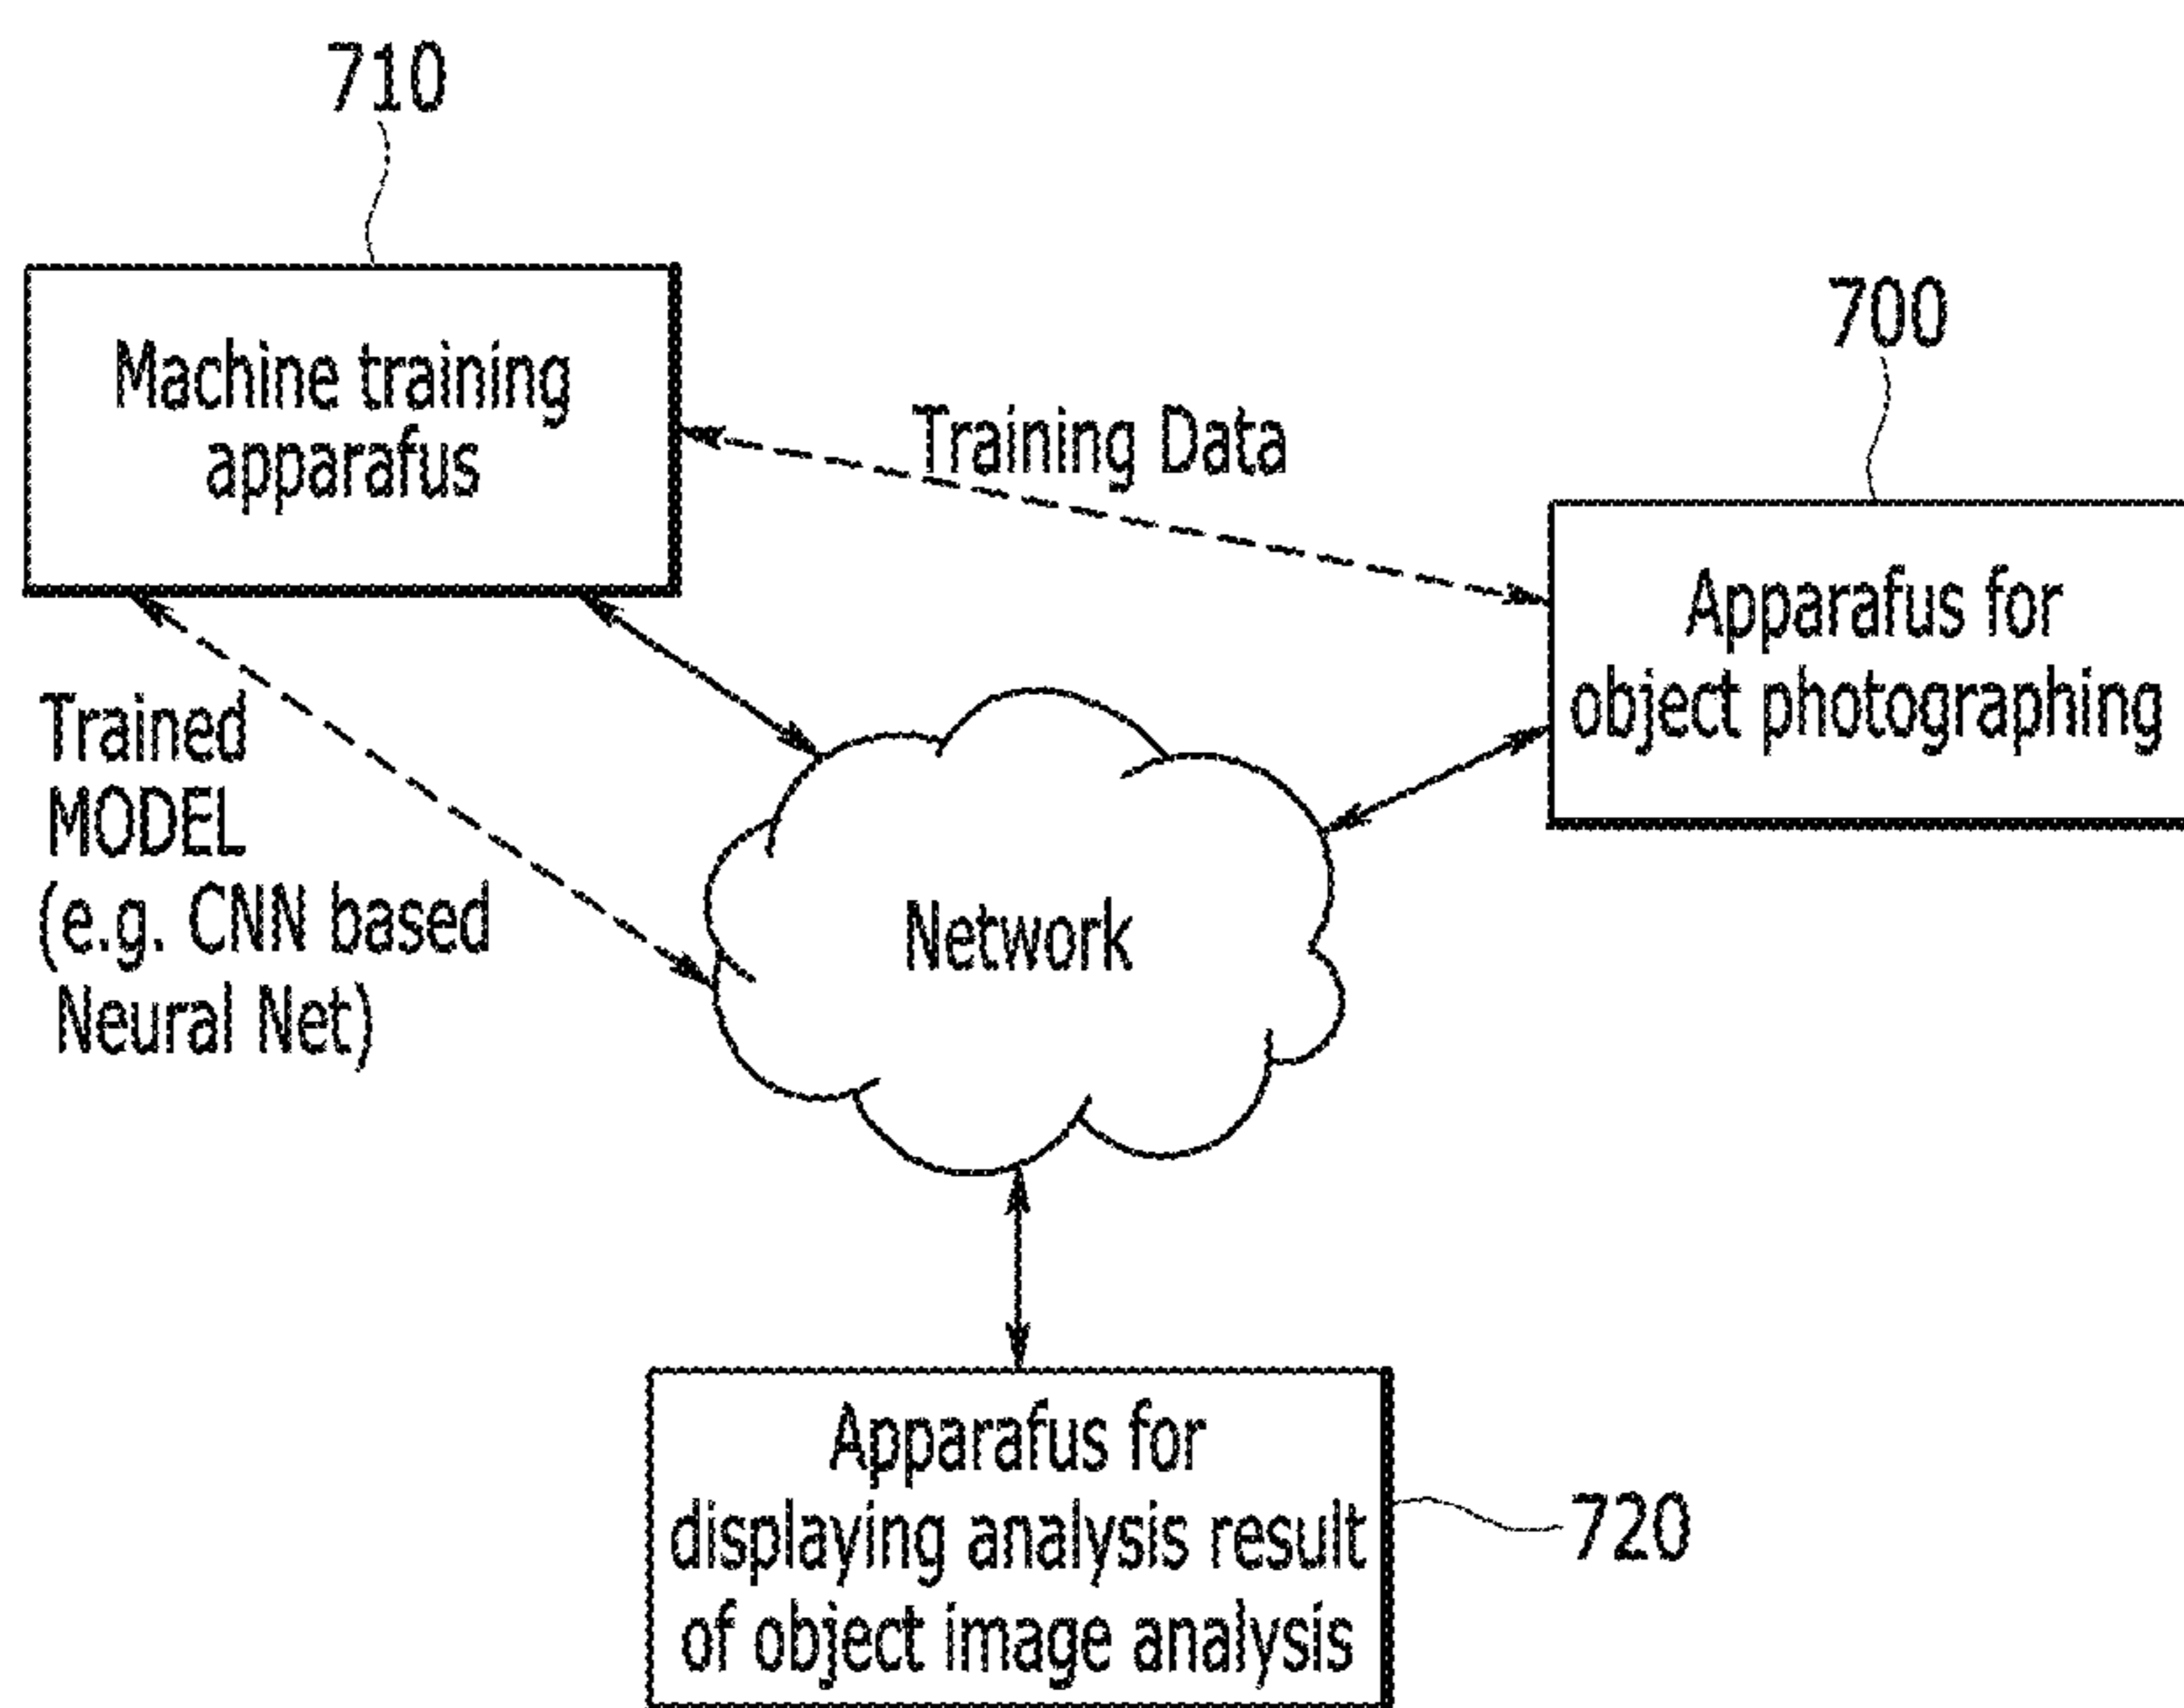 710
Machine training
apparafus
700
Training Data
Apparafus for
object photographing
Trained
MODEL
(e.g. CNN based
Neural Net)
Network
Apparafus for
displaying analysis result
of object image analysis
720